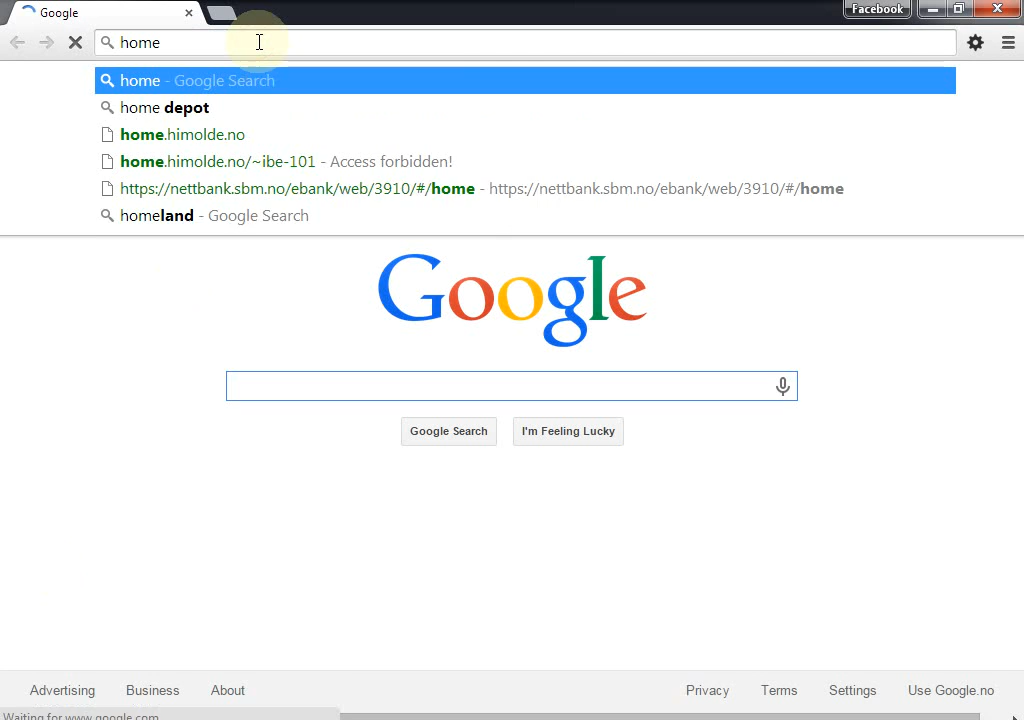 Google
Facebook
home
home - Google Search
home depot
home.himolde.no
home.himolde.no/~ibe-101 - Access forbidden!
https://nettbank.sbm.no/ebank/web/3910/#/home - https://nettbank.sbm.no/ebank/web/3910/#/home
homeland - Google Search
Google
Google Search I'm Feeling Lucky
Advertising Business About Privacy Terms Settings Use Google.no
Waiting for www.google.com